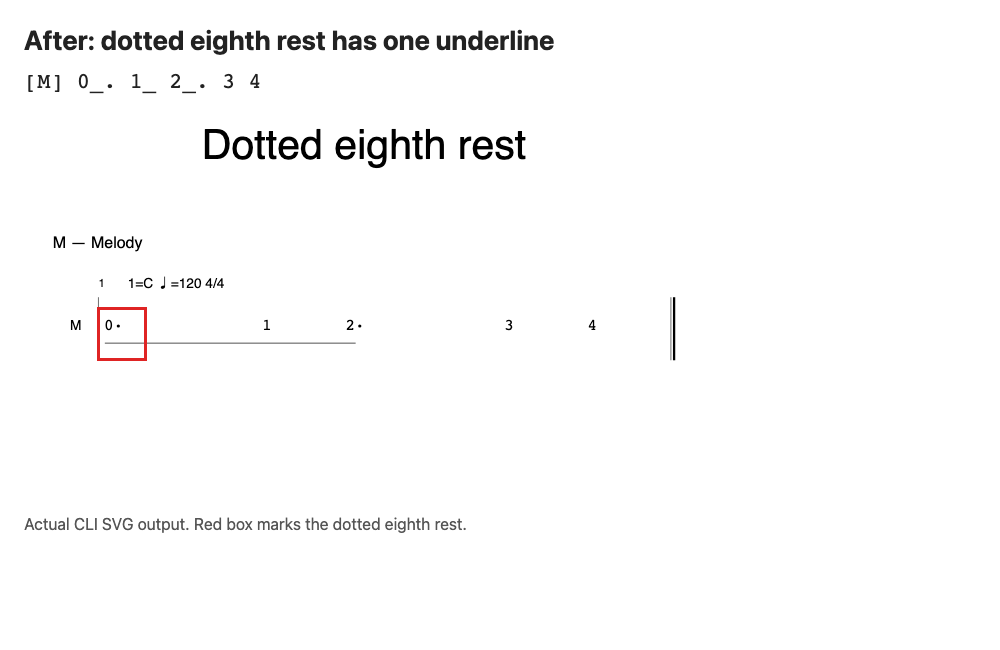 After: dotted eighth rest has one underline
[M] 0_. 1_ 2_. 3 4
Dotted eighth rest
M — Melody
1 1=C ♩=120 4/4
M 0· 1 2· 3 4
Actual CLI SVG output. Red box marks the dotted eighth rest.